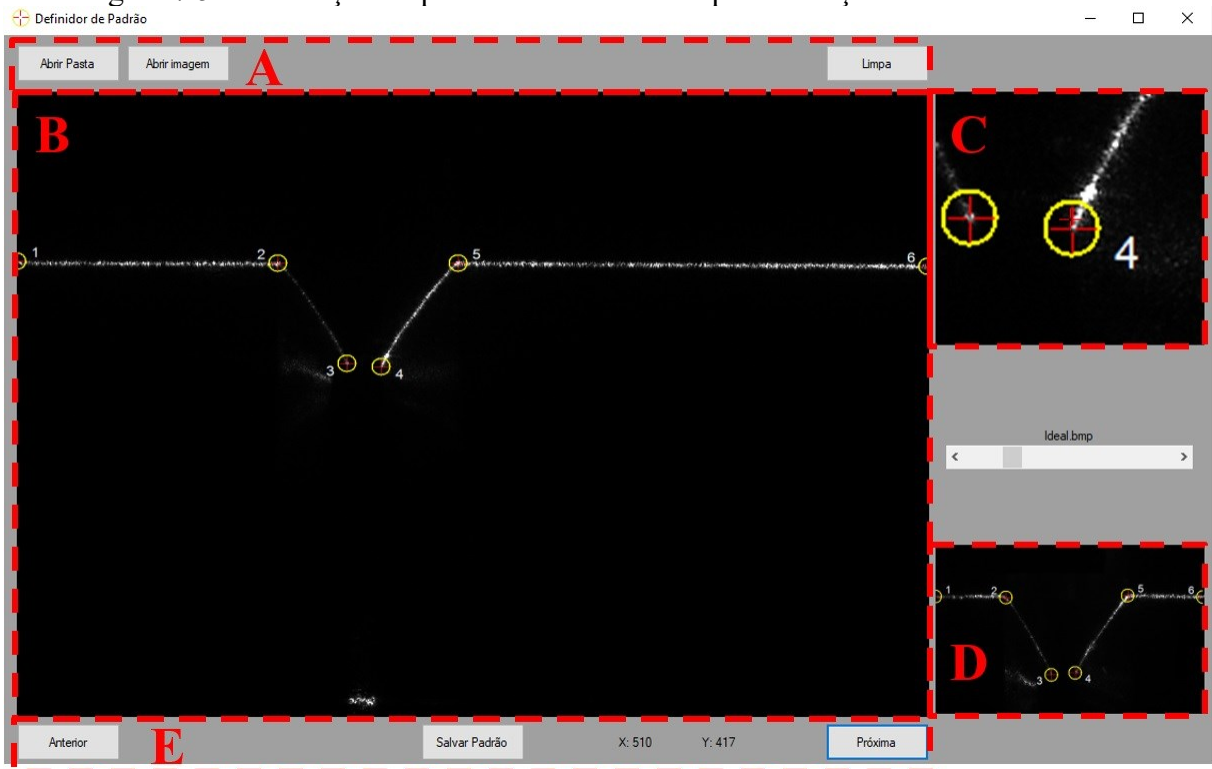 Definidor de Padrão
Abrir Pasta
Abrir imagem
A
Limpa
B
1
2
3
4
5
6
C
4
Ideal.bmp
D
1
2
3
4
5
6
Anterior
E
Salvar Padrão
X: 510
Y: 417
Próxima